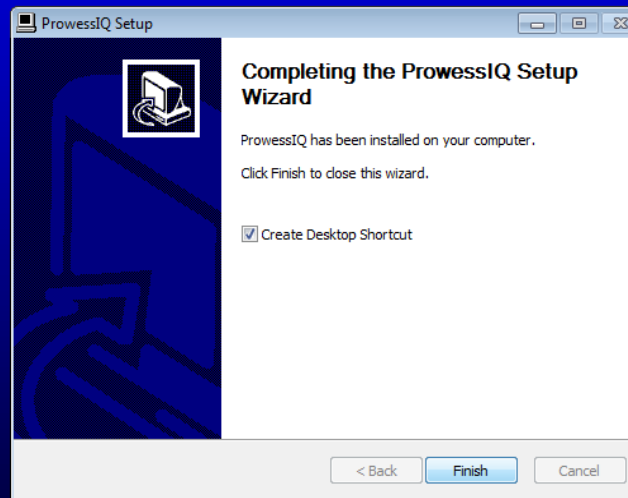 ProwessIQ Setup
Completing the ProwessIQ Setup
Wizard
ProwessIQ has been installed on your computer.
Click Finish to close this wizard.
Create Desktop Shortcut
< Back
Finish
Cancel